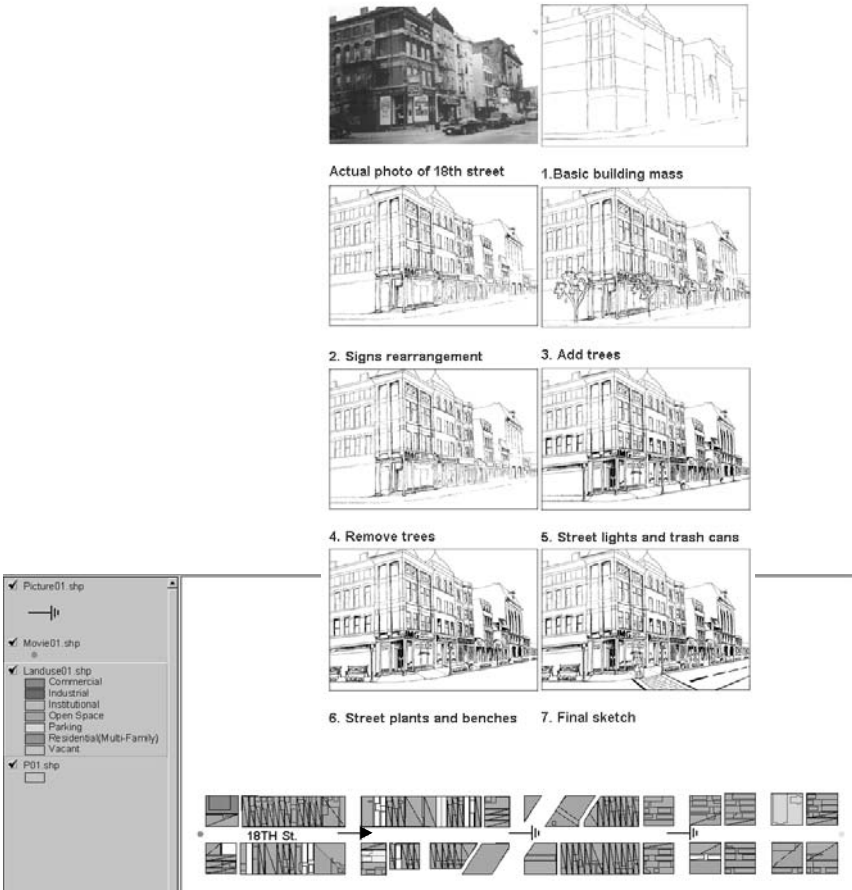 Actual photo of 18th street
1.Basic building mass
2. Signs rearrangement
3. Add trees
4. Remove trees
5. Street lights and trash cans
6. Street plants and benches
7. Final sketch
Picture01.shp
Movie01.shp
Landuse01.shp
Commercial
Industrial
Institutional
Open Space
Parking
Residential(Multi-Family)
Vacant
P01.shp
18TH St.